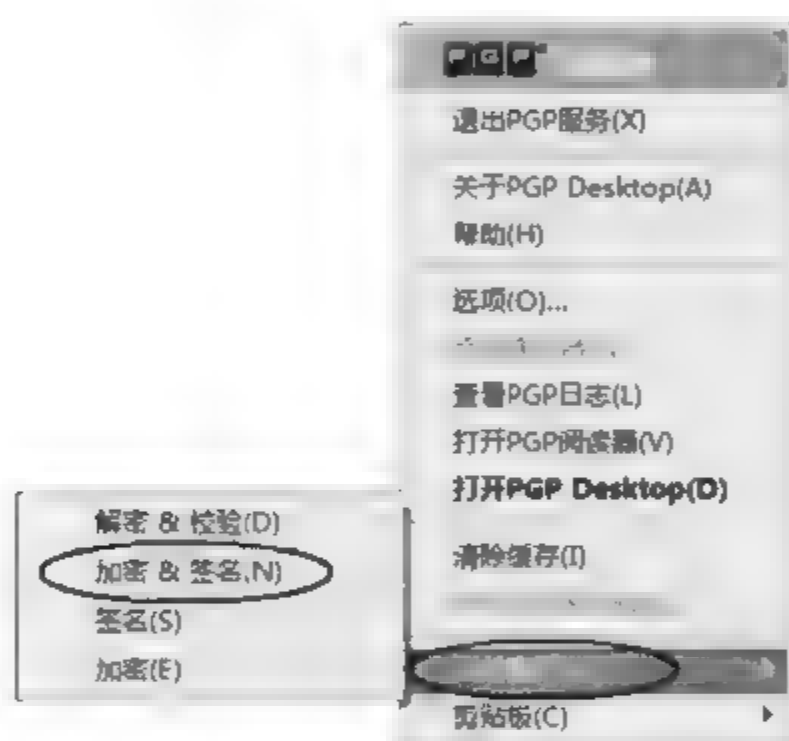 PGP
退出PGP服务(X)
关于PGP Desktop(A)
帮助(H)
选项(O)...
查看PGP日志(L)
打开PGP阅读器(V)
打开PGP Desktop(D)
清除缓存(I)
剪贴板(C)
解密 & 校验(D)
加密 & 签名(N)
签名(S)
加密(E)